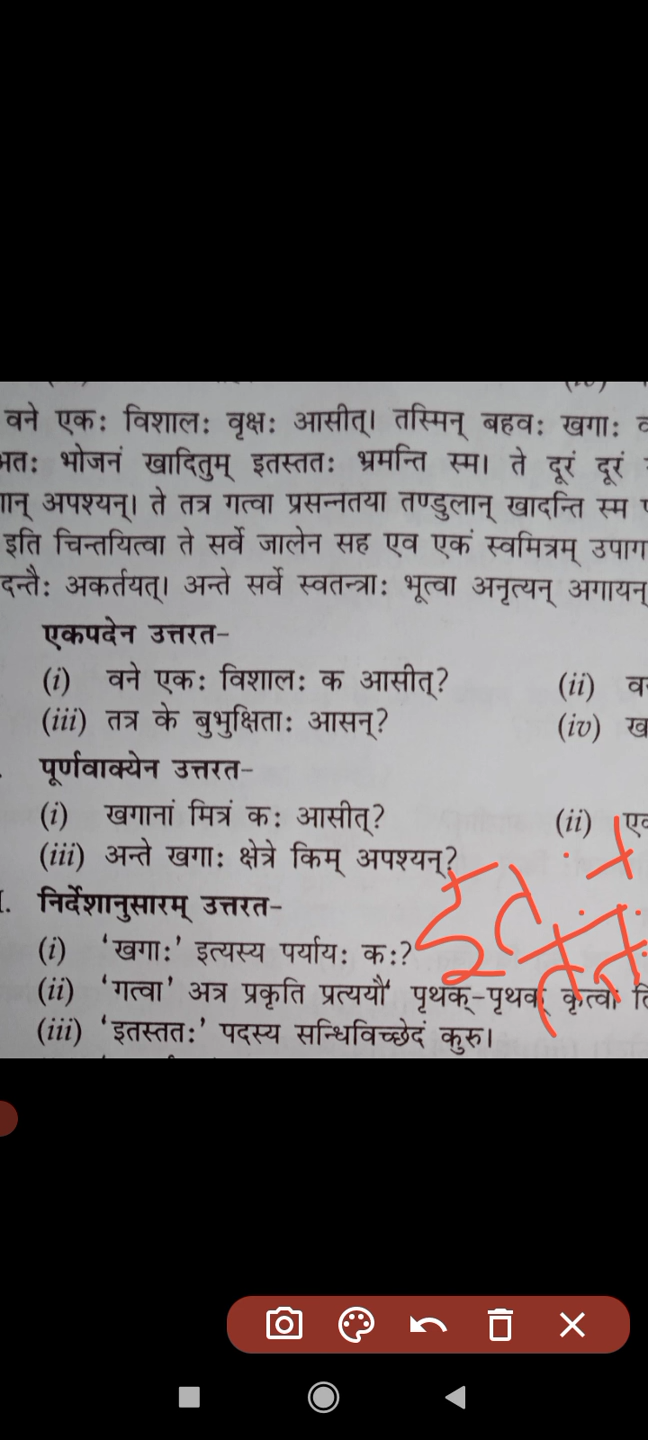 वने एकः विशालः वृक्षः आसीत्। तस्मिन् बहवः खगाः
भोजनं खादितुम् इतस्ततः भ्रमन्ति स्म। ते दूरं दूरं
अपश्यन्। ते तत्र गत्वा प्रसन्नतया तण्डुलान् खादन्ति स्म
इति चिन्तयित्वा ते सर्वे जालेन सह एव एकं स्वमित्रम्
अकर्तयत्। अन्ते सर्वे स्वतन्त्राः भूत्वा अनृत्यन् अगायन्
एकपदेन उत्तरत-
(i) वने एकः विशालः क आसीत्? (ii)
(iii) तत्र के बुभुक्षिताः आसन्? (iv)
पूर्णवाक्येन उत्तरत-
(i) खगानां मित्रं कः आसीत्? (ii)
(iii) अन्ते खगाः क्षेत्रे किम् अपश्यन्?
इतः +
ततः
निर्देशानुसारम् उत्तरत-
(i) 'खगाः' इत्यस्य पर्यायः कः?
(ii) 'गत्वा' अत्र प्रकृति प्रत्ययौ' पृथक्-पृथक् कृत्वा
(iii) 'इतस्ततः' पदस्य सन्धिविच्छेदं कुरु।